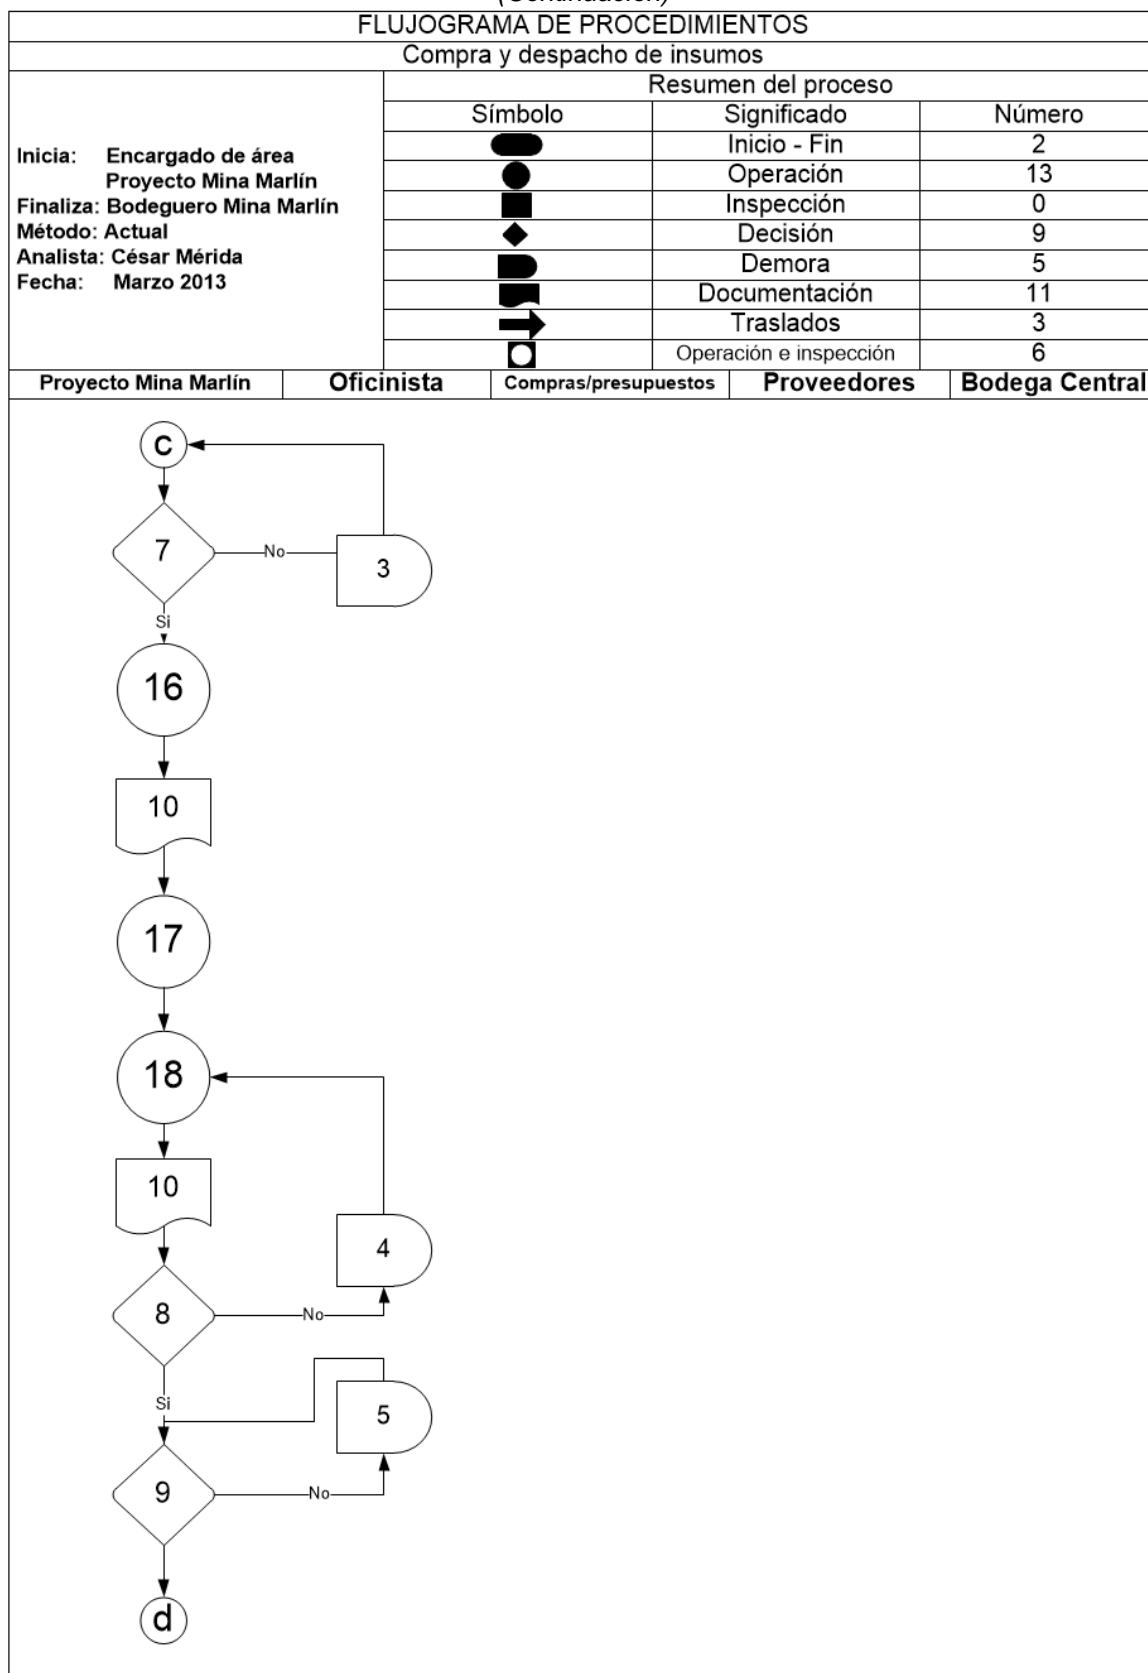 (Continuación)
FLUJOGRAMA DE PROCEDIMIENTOS
Compra y despacho de insumos
Inicia: Encargado de área
Proyecto Mina Marlín
Finaliza: Bodeguero Mina Marlín
Método: Actual
Analista: César Mérida
Fecha: Marzo 2013
Resumen del proceso
Símbolo Significado Número
Inicio - Fin 2
Operación 13
Inspección 0
Decisión 9
Demora 5
Documentación 11
Traslados 3
Operación e inspección 6
Proyecto Mina Marlín Oficinista Compras/presupuestos Proveedores Bodega Central
c
7 No 3
Si
16
10
17
18
10
4
8 No
Si
5
9 No
d